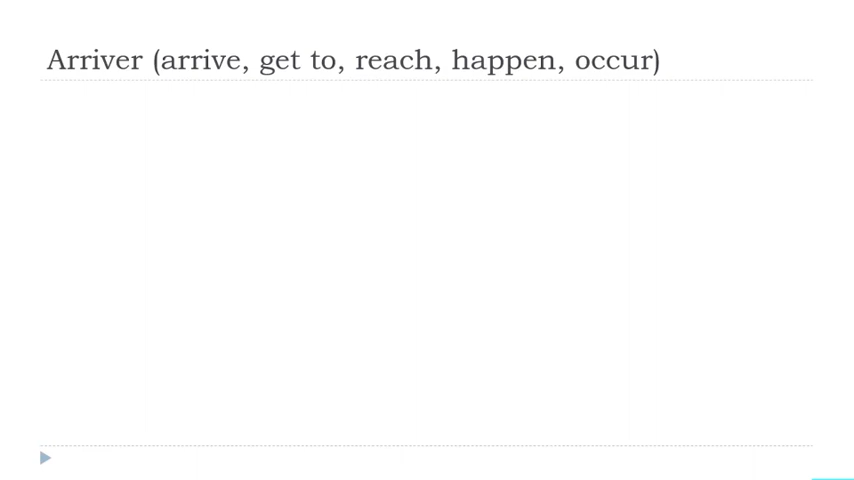 Arriver (arrive, get to, reach, happen, occur)